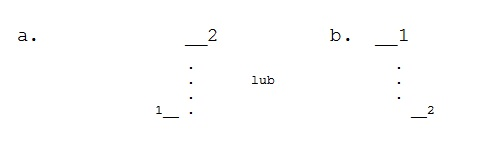 a. __2 b. __1
.
. lub .
. .
1__ . __2